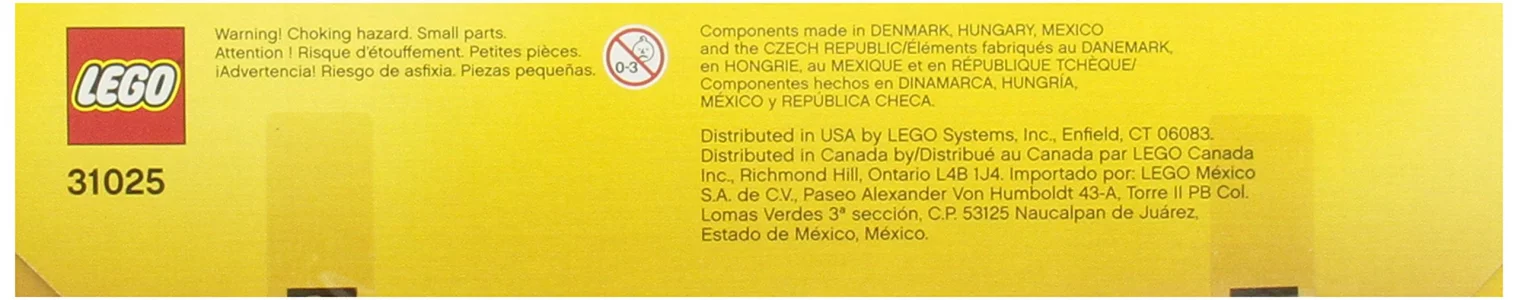 LEGO
31025
Warning! Choking hazard. Small parts.
Attention ! Risque d'étouffement. Petites pièces.
¡Advertencia! Riesgo de asfixia. Piezas pequeñas.
0-3
Components made in DENMARK, HUNGARY, MEXICO
and the CZECH REPUBLIC/Éléments fabriqués au DANEMARK,
en HONGRIE, au MEXIQUE et en RÉPUBLIQUE TCHÈQUE/
Componentes hechos en DINAMARCA, HUNGRÍA,
MÉXICO y REPÚBLICA CHECA.
Distributed in USA by LEGO Systems, Inc., Enfield, CT 06083.
Distributed in Canada by/Distribué au Canada par LEGO Canada
Inc., Richmond Hill, Ontario L4B 1J4. Importado por: LEGO México
S.A. de C.V., Paseo Alexander Von Humboldt 43-A, Torre II PB Col.
Lomas Verdes 3ª sección, C.P. 53125 Naucalpan de Juárez,
Estado de México, México.